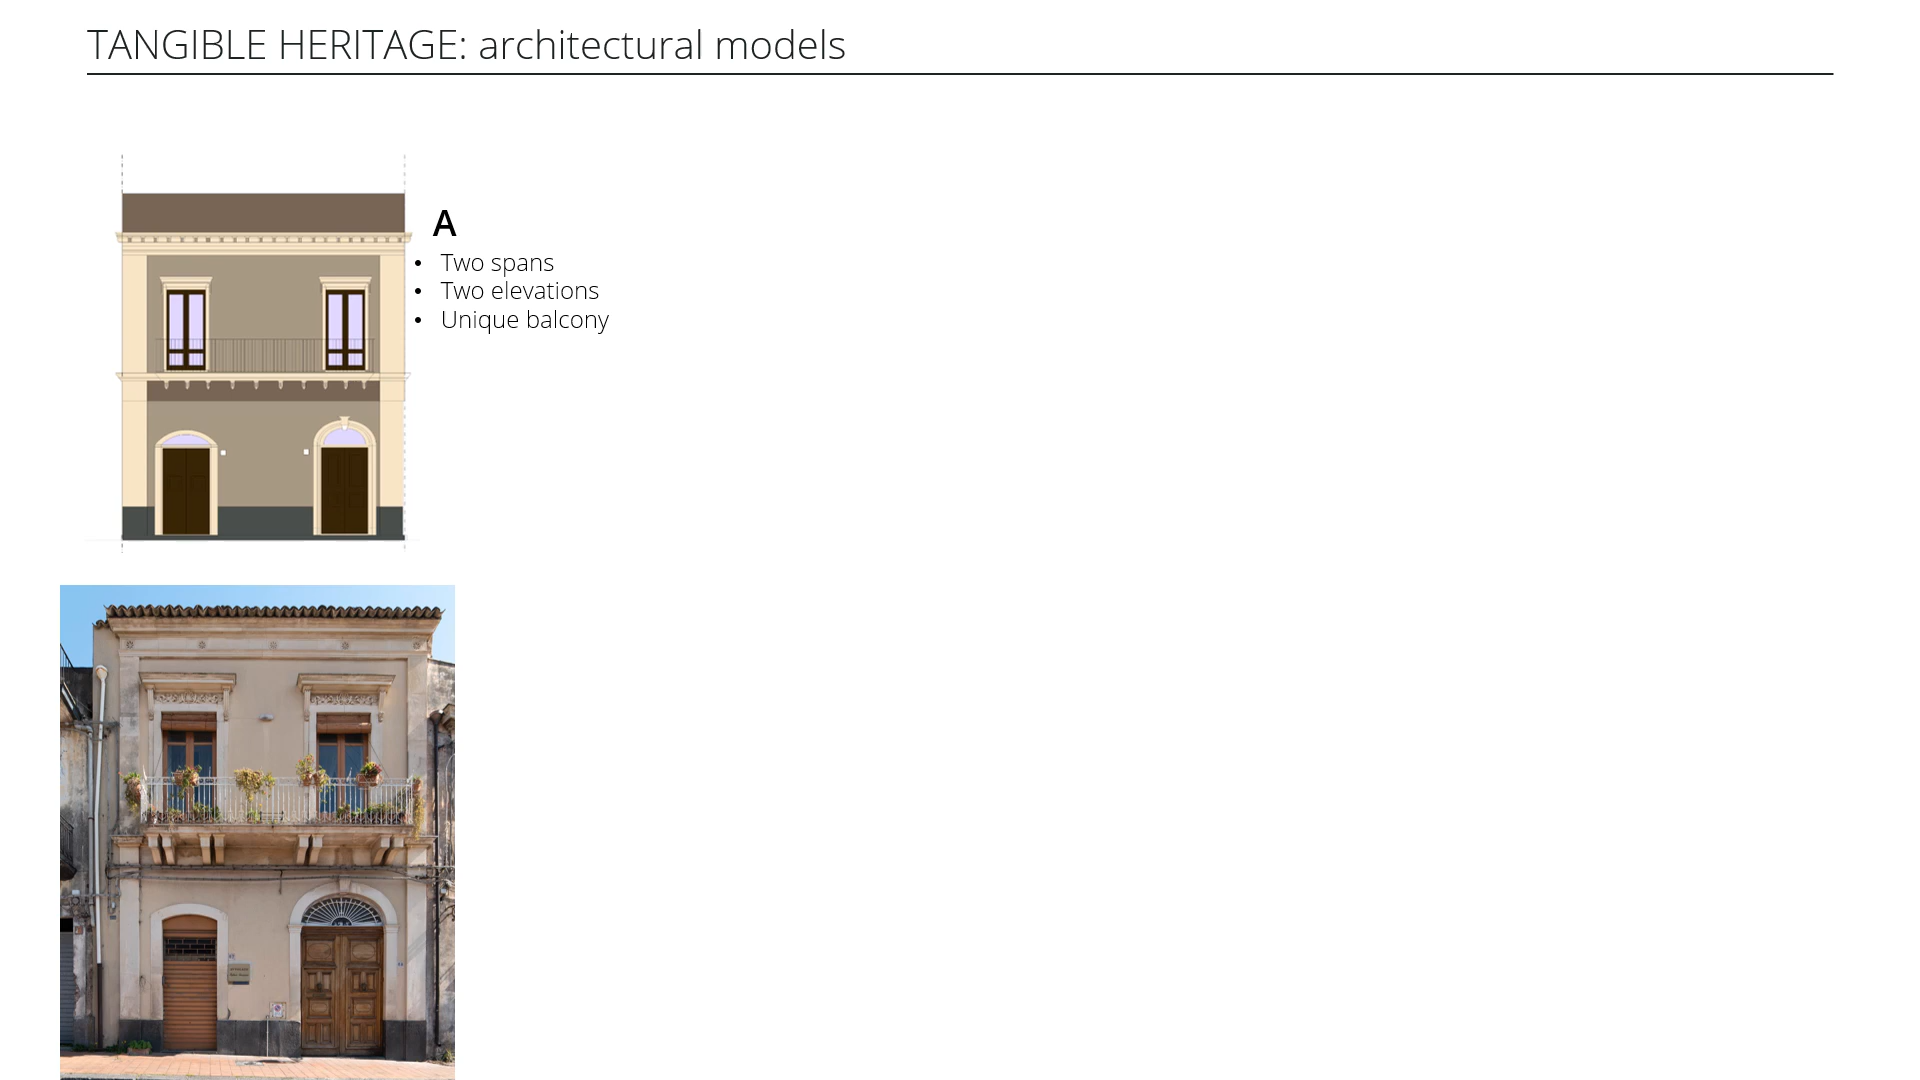 TANGIBLE HERITAGE: architectural models
A
• Two spans
• Two elevations
• Unique balcony